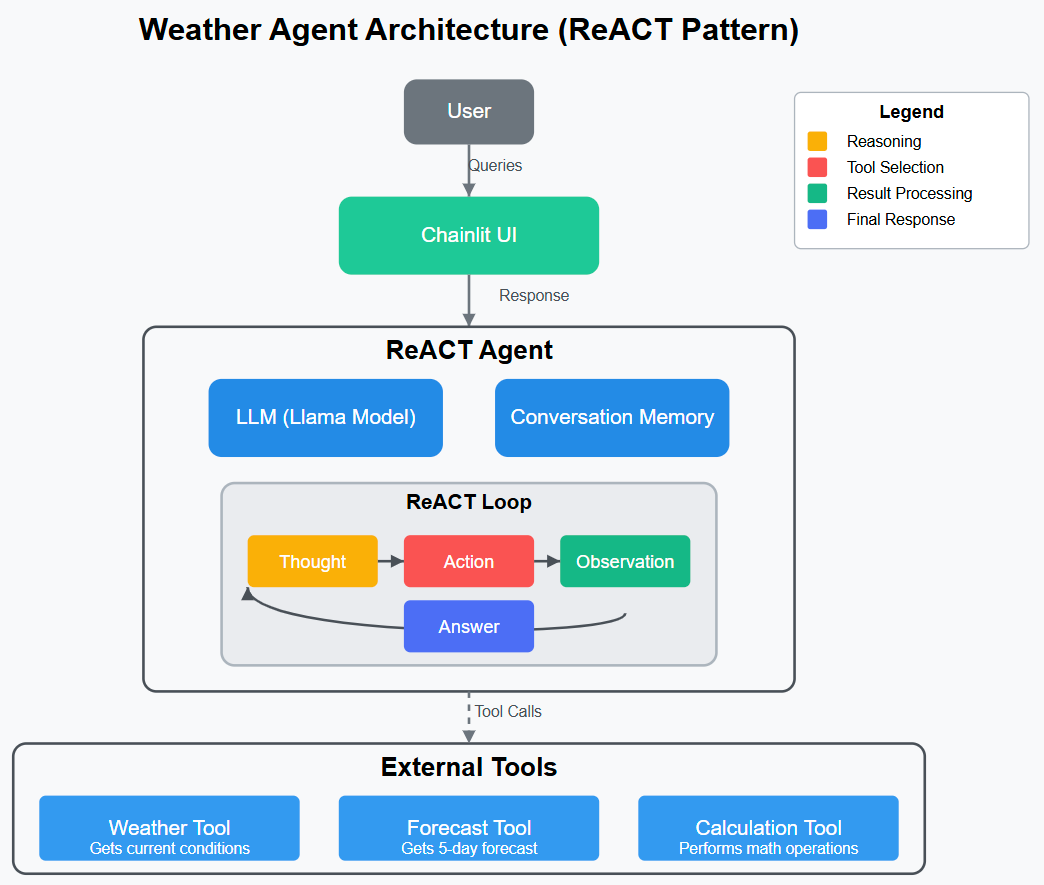 Weather Agent Architecture (ReACT Pattern)
User
Legend
Reasoning
Tool Selection
Result Processing
Final Response
Queries
Chainlit UI
Response
ReACT Agent
LLM (Llama Model)
Conversation Memory
ReACT Loop
Thought
Action
Observation
Answer
Tool Calls
External Tools
Weather Tool
Gets current conditions
Forecast Tool
Gets 5-day forecast
Calculation Tool
Performs math operations